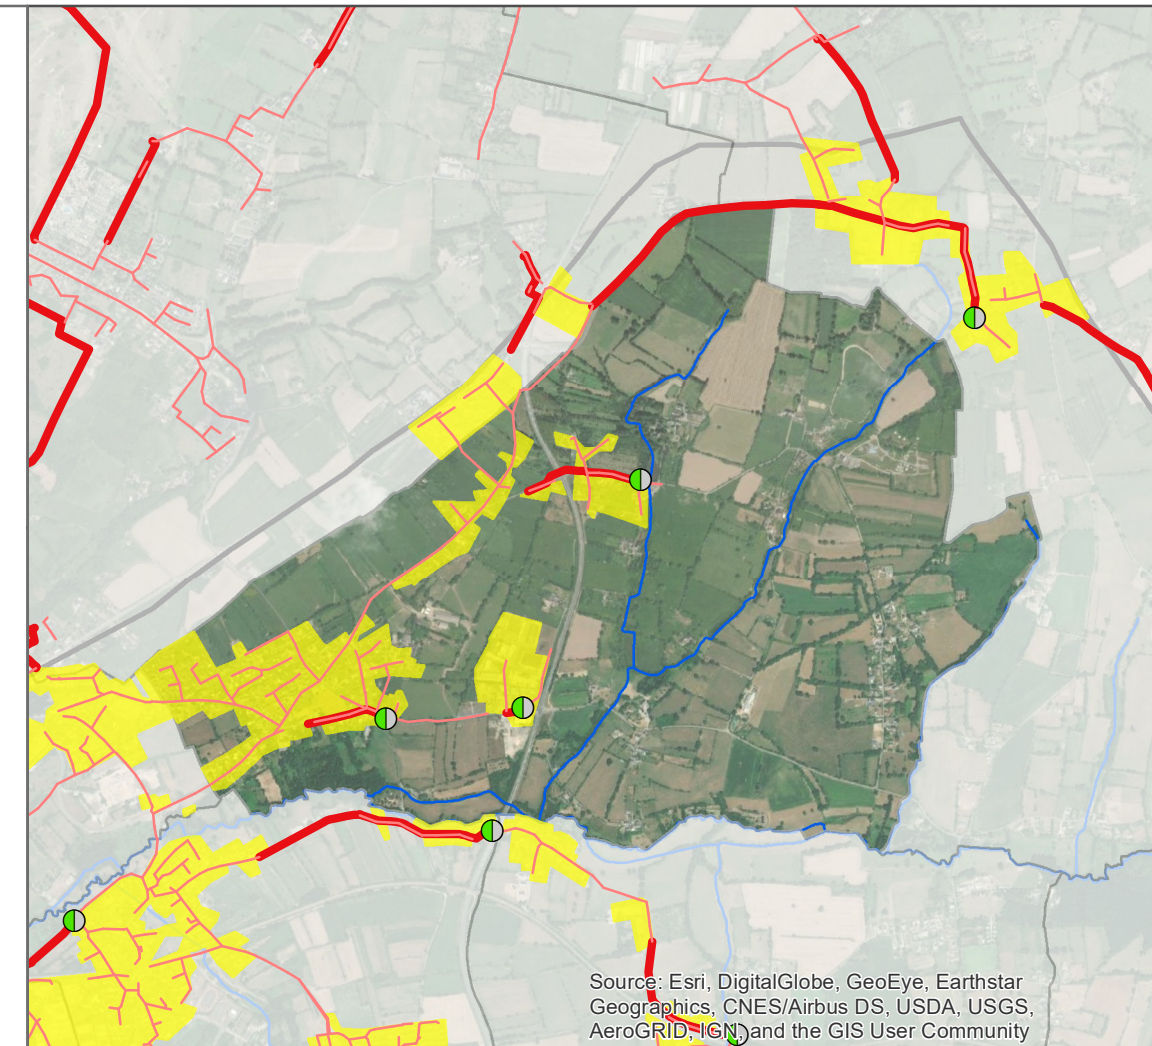 Source: Esri, DigitalGlobe, GeoEye, Earthstar
Geographics, CNES/Airbus DS, USDA, USGS,
AeroGRID, IGN, and the GIS User Community